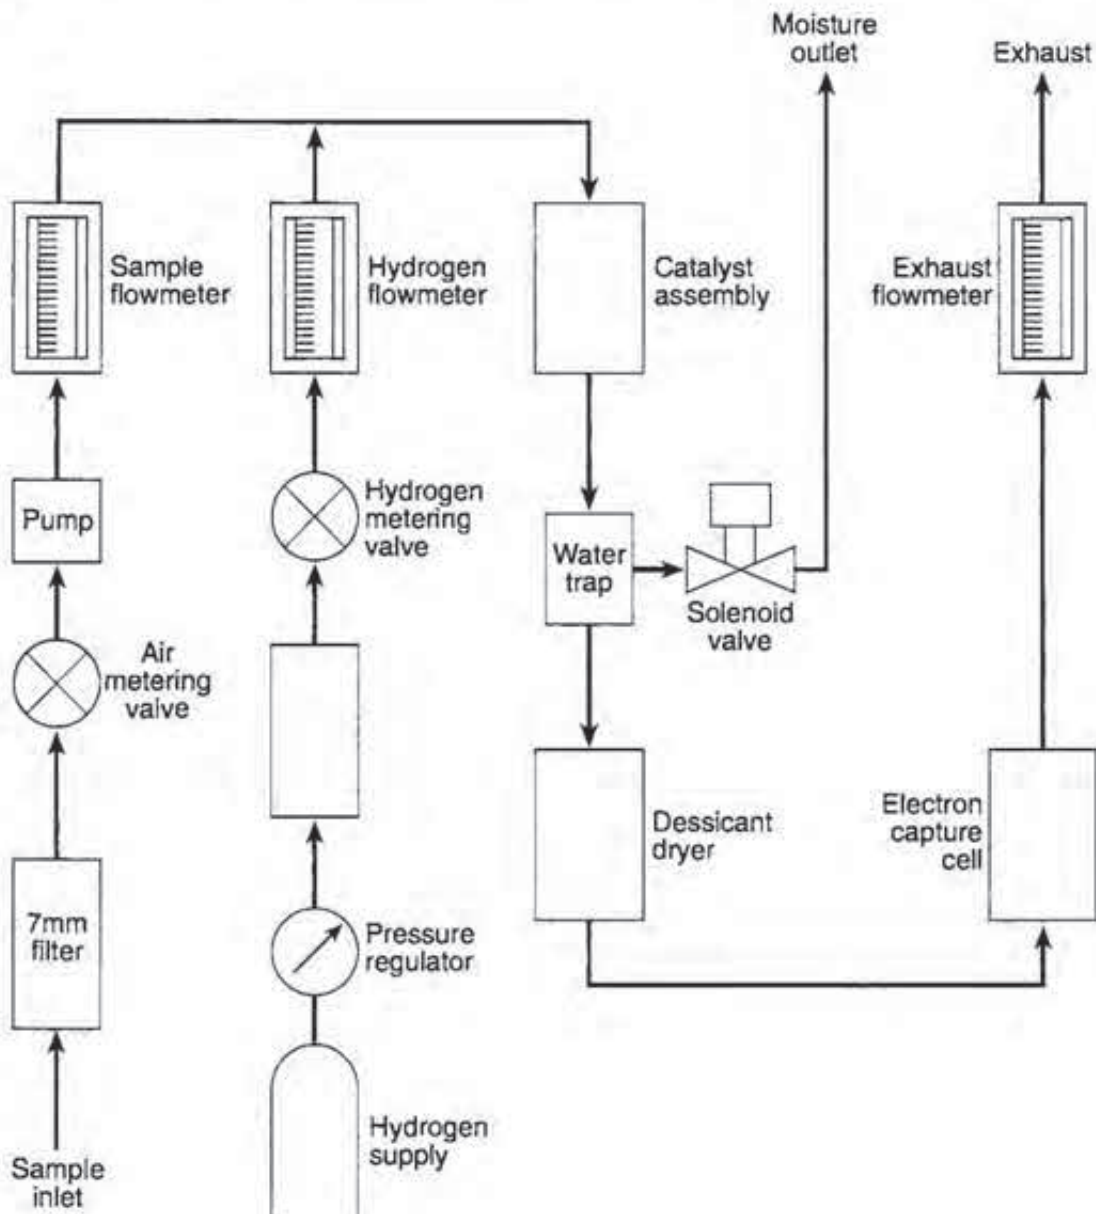 Moisture
outlet
Exhaust
Sample
flowmeter
Hydrogen
flowmeter
Catalyst
assembly
Exhaust
flowmeter
Pump
Hydrogen
metering
valve
Water
trap
Solenoid
valve
Air
metering
valve
Dessicant
dryer
Electron
capture
cell
7mm
filter
Pressure
regulator
Hydrogen
supply
Sample
inlet